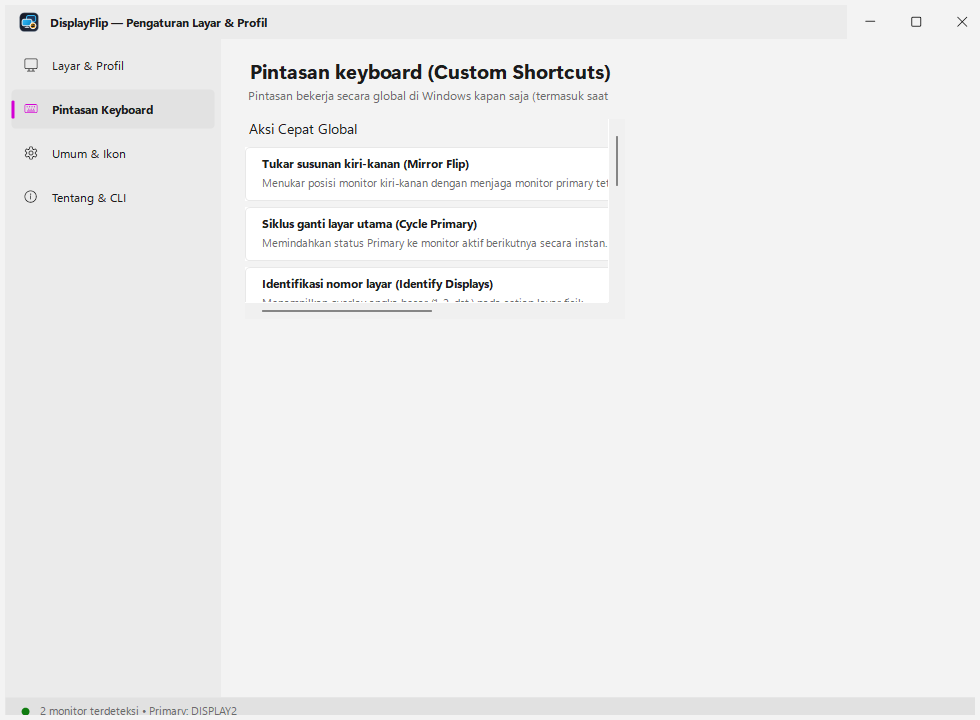 DisplayFlip — Pengaturan Layar & Profil
Layar & Profil
Pintasan Keyboard
Umum & Ikon
Tentang & CLI
Pintasan keyboard (Custom Shortcuts)
Pintasan bekerja secara global di Windows kapan saja (termasuk saat
Aksi Cepat Global
Tukar susunan kiri-kanan (Mirror Flip)
Menukar posisi monitor kiri-kanan dengan menjaga monitor primary tet
Siklus ganti layar utama (Cycle Primary)
Memindahkan status Primary ke monitor aktif berikutnya secara instan.
Identifikasi nomor layar (Identify Displays)
2 monitor terdeteksi • Primary: DISPLAY2